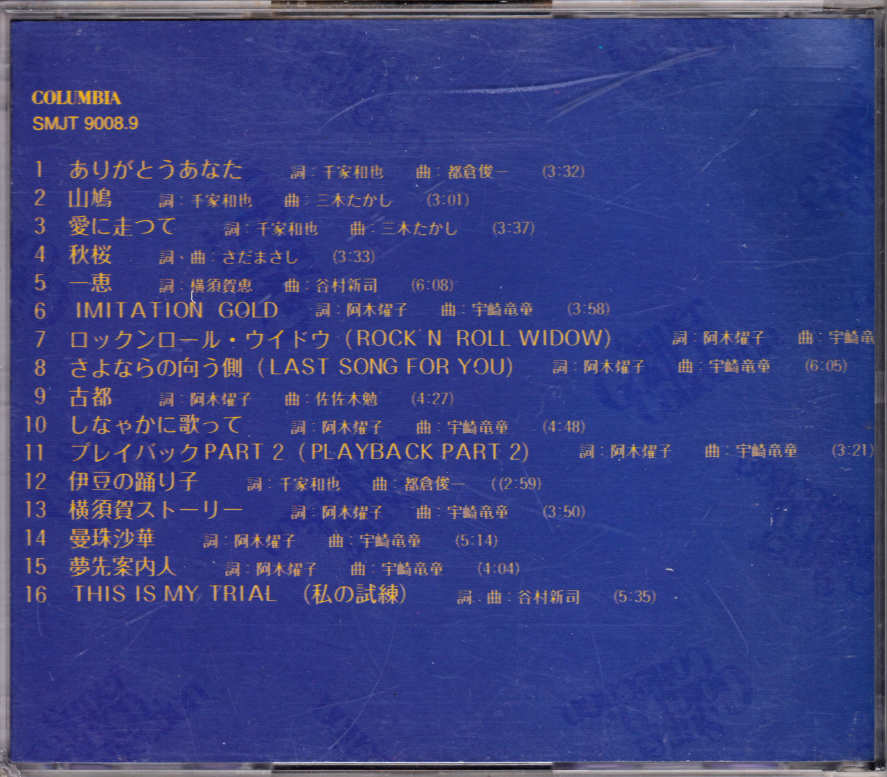 COLUMBIA
SMJT 9008.9
1 ありがとうあなた 詞:千家和也 曲:都倉俊一 (3:32)
2 山鳩 詞:千家和也 曲:三木たかし (3:01)
3 愛に走つて 詞:千家和也 曲:三木たかし (3:37)
4 秋桜 詞、曲:さだまさし (3:33)
5 一恵 詞:横須賀恵 曲:谷村新司 (6:08)
6 IMITATION GOLD 詞:阿木燿子 曲:宇崎竜童 (3:58)
7 ロックンロール・ウイドウ (ROCK'N ROLL WIDOW) 詞:阿木燿子 曲:宇崎竜
8 さよならの向う側 (LAST SONG FOR YOU) 詞:阿木燿子 曲:宇崎竜童 (6:05)
9 古都 詞:阿木燿子 曲:佐佐木勉 (4:27)
10 しなゃかに歌って 詞:阿木燿子 曲:宇崎竜童 (4:48)
11 プレイバックPART 2 (PLAYBACK PART 2) 詞:阿木燿子 曲:宇崎竜童 (3:21)
12 伊豆の踊り子 詞:千家和也 曲:都倉俊一 ((2:59)
13 横須賀ストーリー 詞:阿木燿子 曲:宇崎竜童 (3:50)
14 曼珠沙華 詞:阿木燿子 曲:宇崎竜童 (5:14)
15 夢先案内人 詞:阿木燿子 曲:宇崎竜童 (4:04)
16 THIS IS MY TRIAL (私の試練) 詞.曲:谷村新司 (5:35)